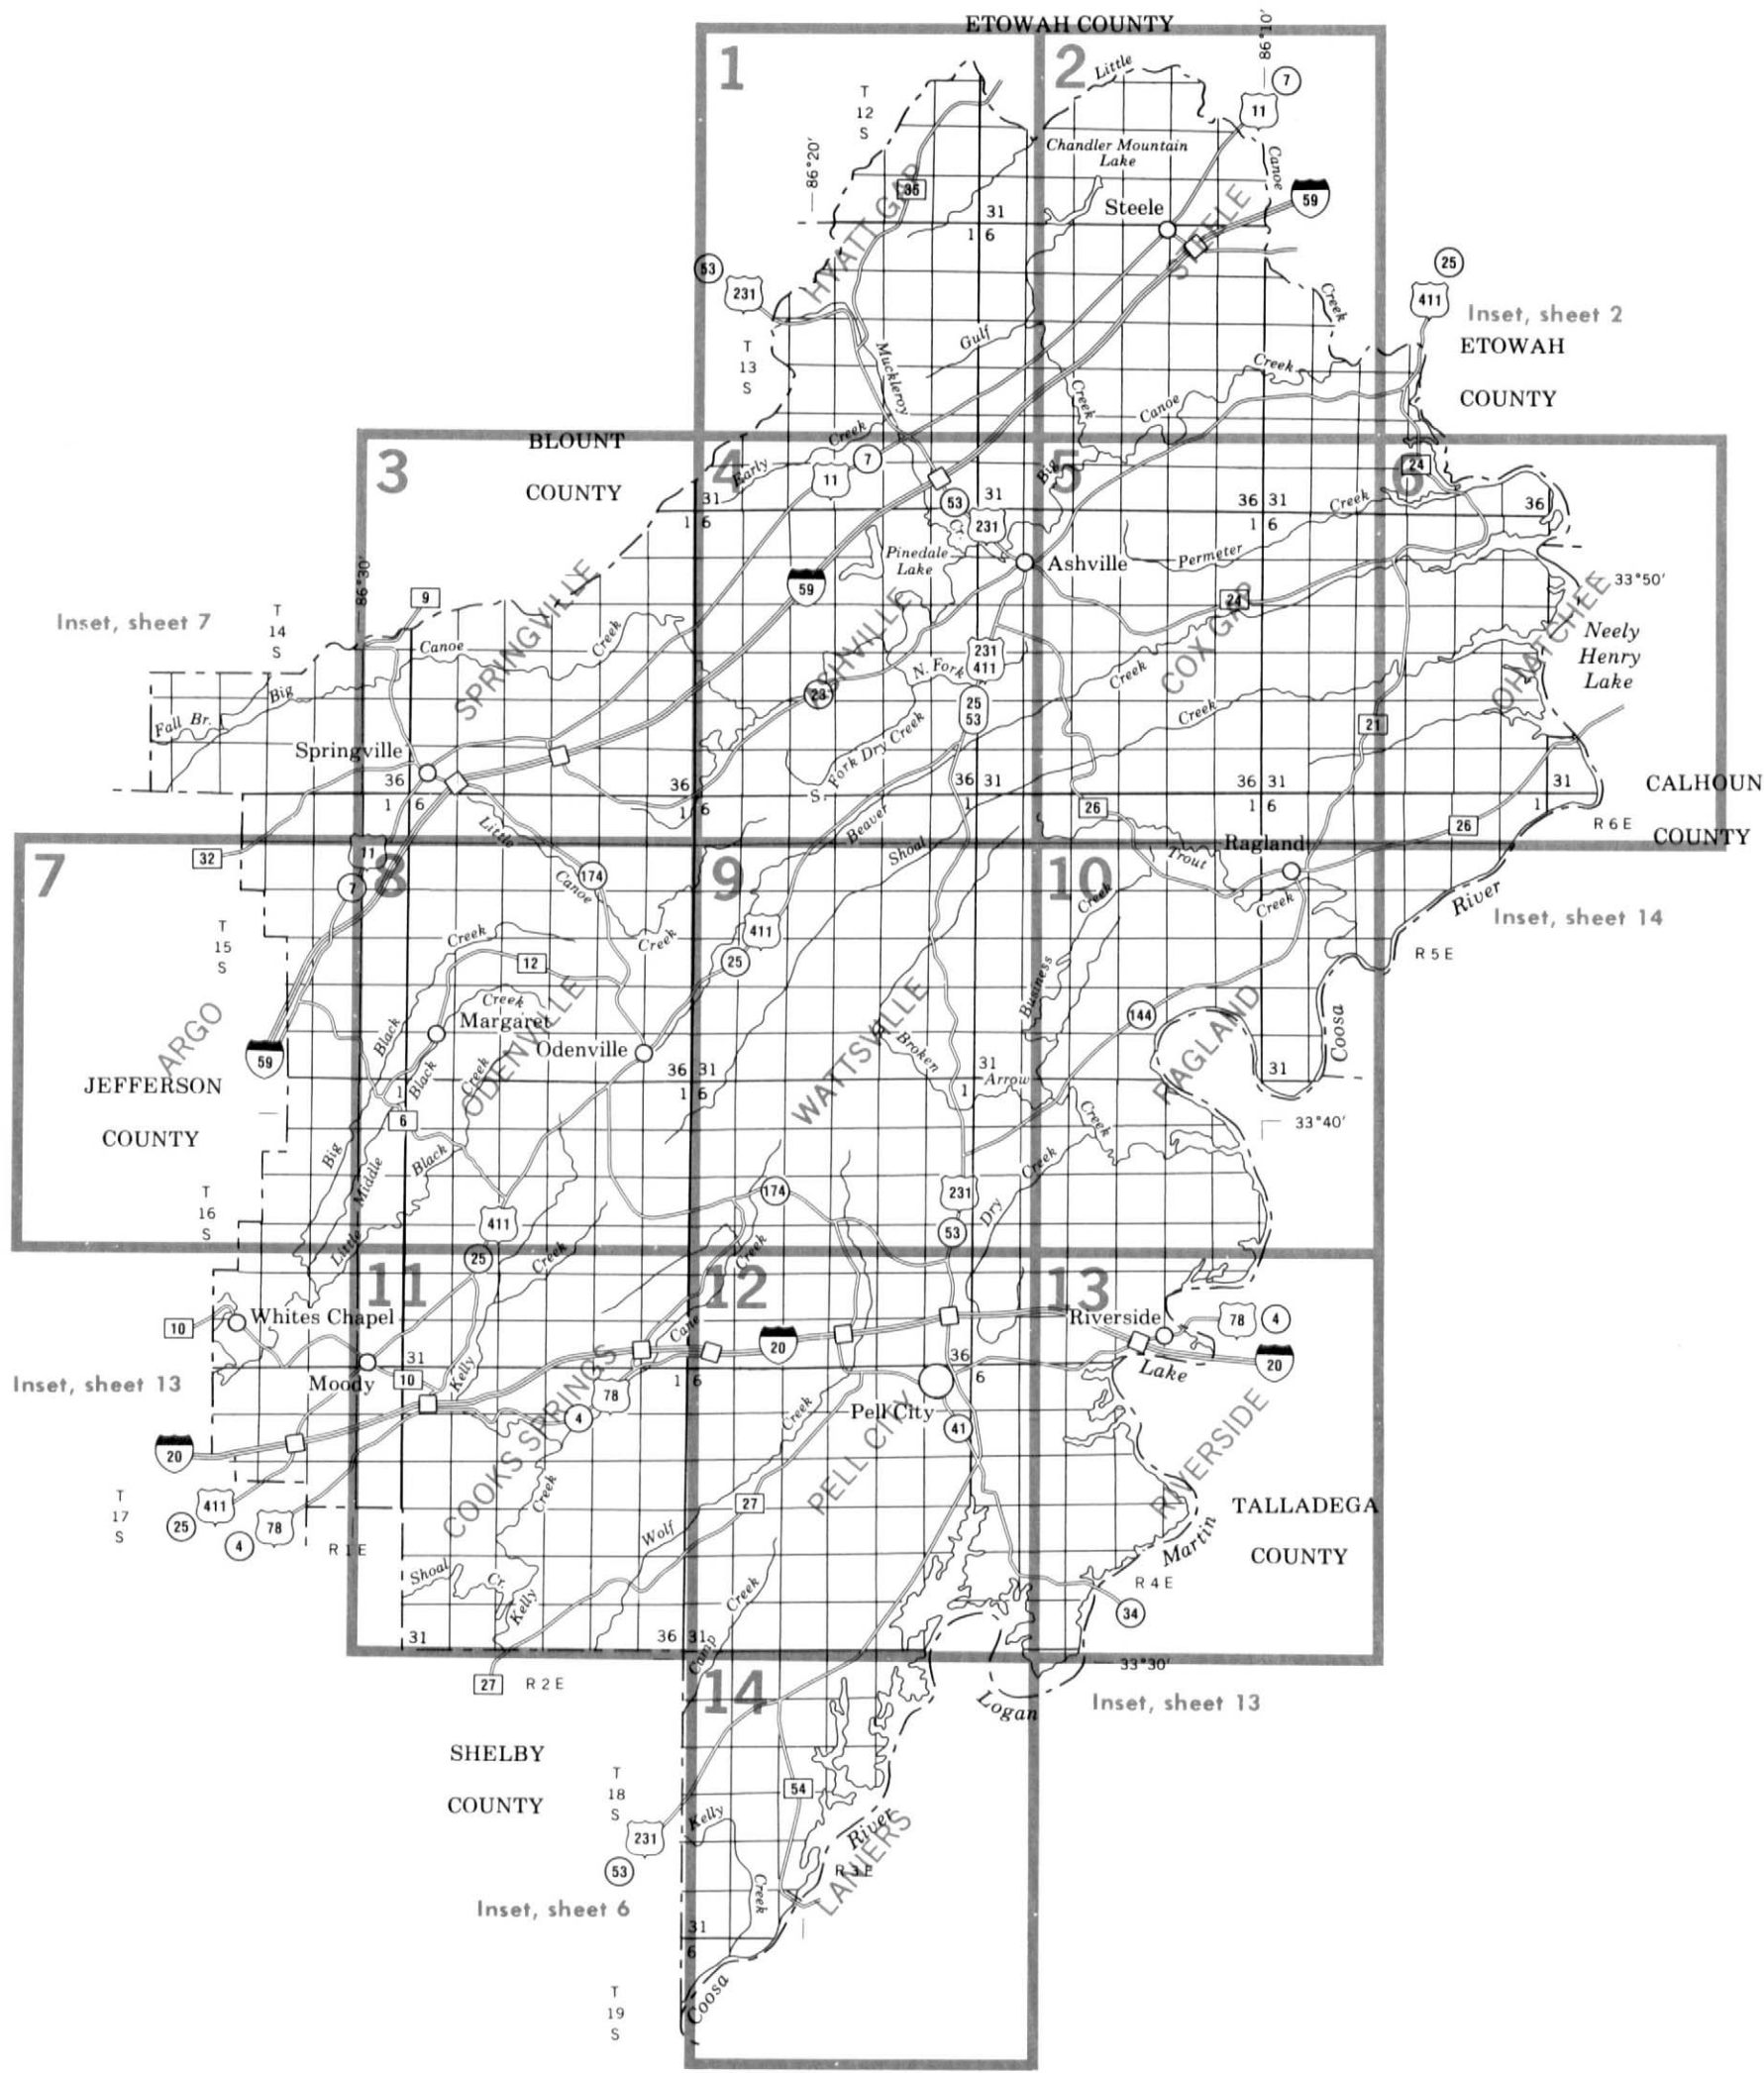 ETOWAH COUNTY
1
2
Little
86°10'
7
11
T
12
S
86°20'
Chandler Mountain
Lake
Canoe
35
HYATT GAP
Steele
STEELE
59
31
1 6
53
231
25
411
Inset, sheet 2
ETOWAH
COUNTY
Creek
T
13
S
Muckleroy
Gulf
Creek
Creek
Canoe
BLOUNT
COUNTY
3
4
5
6
Early
Creek
7
11
Big
24
31
1 6
53
31
231
36 31
1 6
Creek
36
Pinedale
Lake
Ashville
Permeter
59
86°30'
33°50'
9
Inset, sheet 7
T
14
S
24
Neely
Henry
Lake
Canoe
Creek
SPRINGVILLE
ASHVILLE
COX GAP
OHATCHEE
231
411
N. Fork
Creek
Big
23
25
53
Creek
Fall Br.
21
Springville
S. Fork Dry Creek
36
1 6
36
1 6
36 31
1
36 31
1 6
31
1
CALHOUN
COUNTY
R 6 E
26
26
Little
Beaver
Shoal
Ragland
Trout
32
11
7
7
8
9
10
174
Canoe
Creek
Creek
River
Inset, sheet 14
T
15
S
Creek
Creek
411
25
R 5 E
12
Creek
Business
144
Coosa
ARGO
Margaret
Black
Odenville
ODENVILLE
WATTSVILLE
RAGLAND
Broken
59
JEFFERSON
COUNTY
Black
Creek
36 31
1 6
31
1
Arrow
31
1
6
Creek
33°40'
Big
Middle
Black
Creek
T
16
S
174
231
411
Dry
53
Little
25
Creek
Creek
11
12
13
Whites Chapel
10
Riverside
78
4
Cane
20
20
31
36
6
Moody
10
Kelly
1 6
Lake
Inset, sheet 13
78
4
Creek
Pell City
41
COOKS SPRINGS
PELL CITY
RIVERSIDE
20
Creek
27
T
17
S
411
25
78
4
TALLADEGA
COUNTY
R 1 E
Wolf
Martin
Shoal
Cr.
Kelly
Creek
R 4 E
34
31
36 31
Camp
33°30'
14
27
R 2 E
Logan
Inset, sheet 13
SHELBY
COUNTY
T
18
S
54
Kelly
231
River
LANIERS
53
R 3 E
Creek
Inset, sheet 6
31
6
T
19
S
Coosa